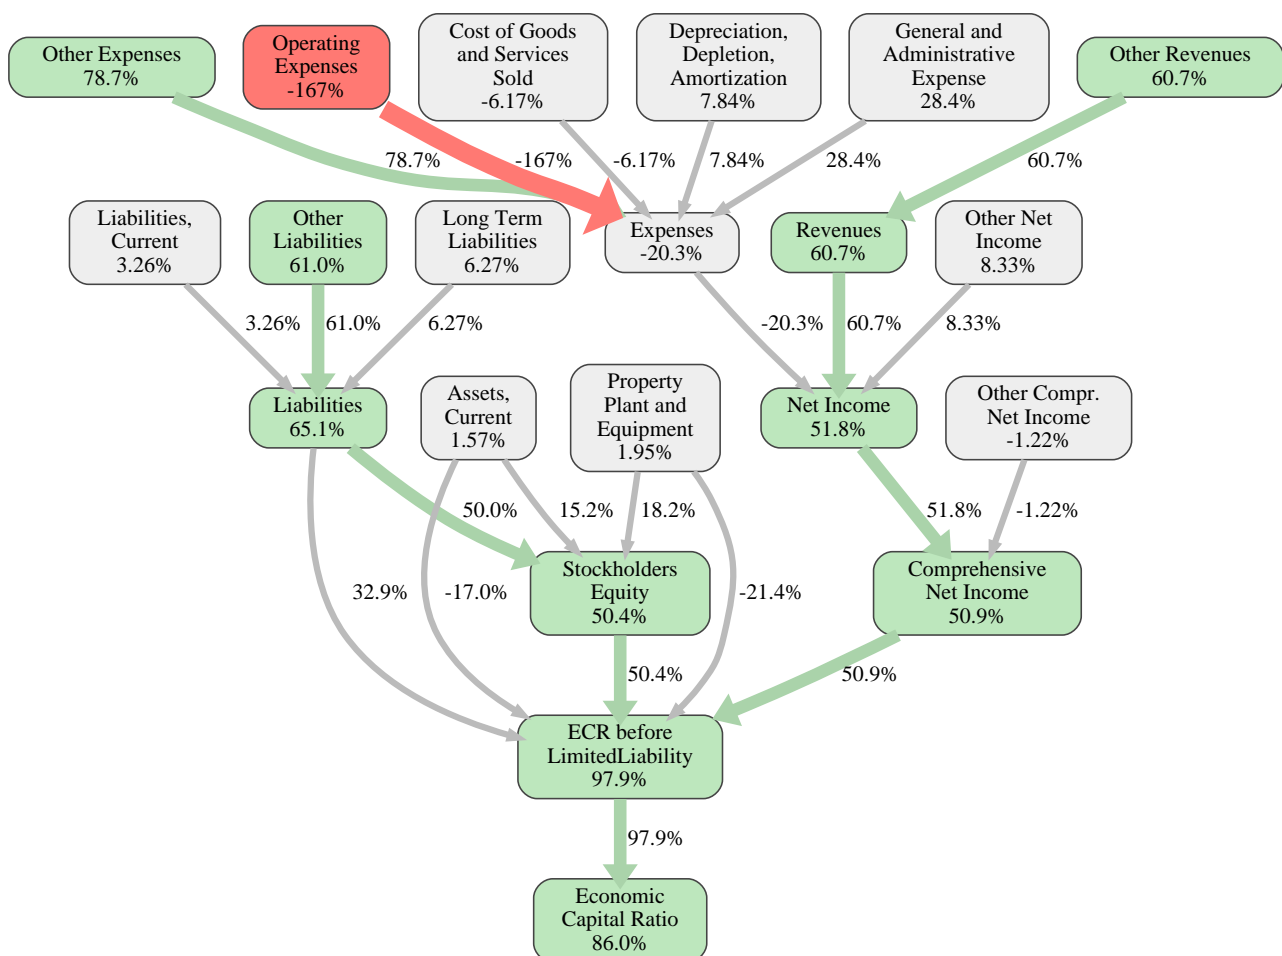 Other Expenses
78.7%
Operating
Expenses
-167%
Cost of Goods
and Services
Sold
-6.17%
Depreciation,
Depletion,
Amortization
7.84%
General and
Administrative
Expense
28.4%
Other Revenues
60.7%
78.7%
-167%
-6.17%
7.84%
28.4%
60.7%
Liabilities,
Current
3.26%
Other
Liabilities
61.0%
Long Term
Liabilities
6.27%
Expenses
-20.3%
Revenues
60.7%
Other Net
Income
8.33%
3.26%
61.0%
6.27%
-20.3%
60.7%
8.33%
Liabilities
65.1%
Assets,
Current
1.57%
Property
Plant and
Equipment
1.95%
Net Income
51.8%
Other Compr.
Net Income
-1.22%
50.0%
15.2%
18.2%
51.8%
-1.22%
32.9%
-17.0%
Stockholders
Equity
50.4%
-21.4%
Comprehensive
Net Income
50.9%
50.4%
50.9%
ECR before
LimitedLiability
97.9%
97.9%
Economic
Capital Ratio
86.0%